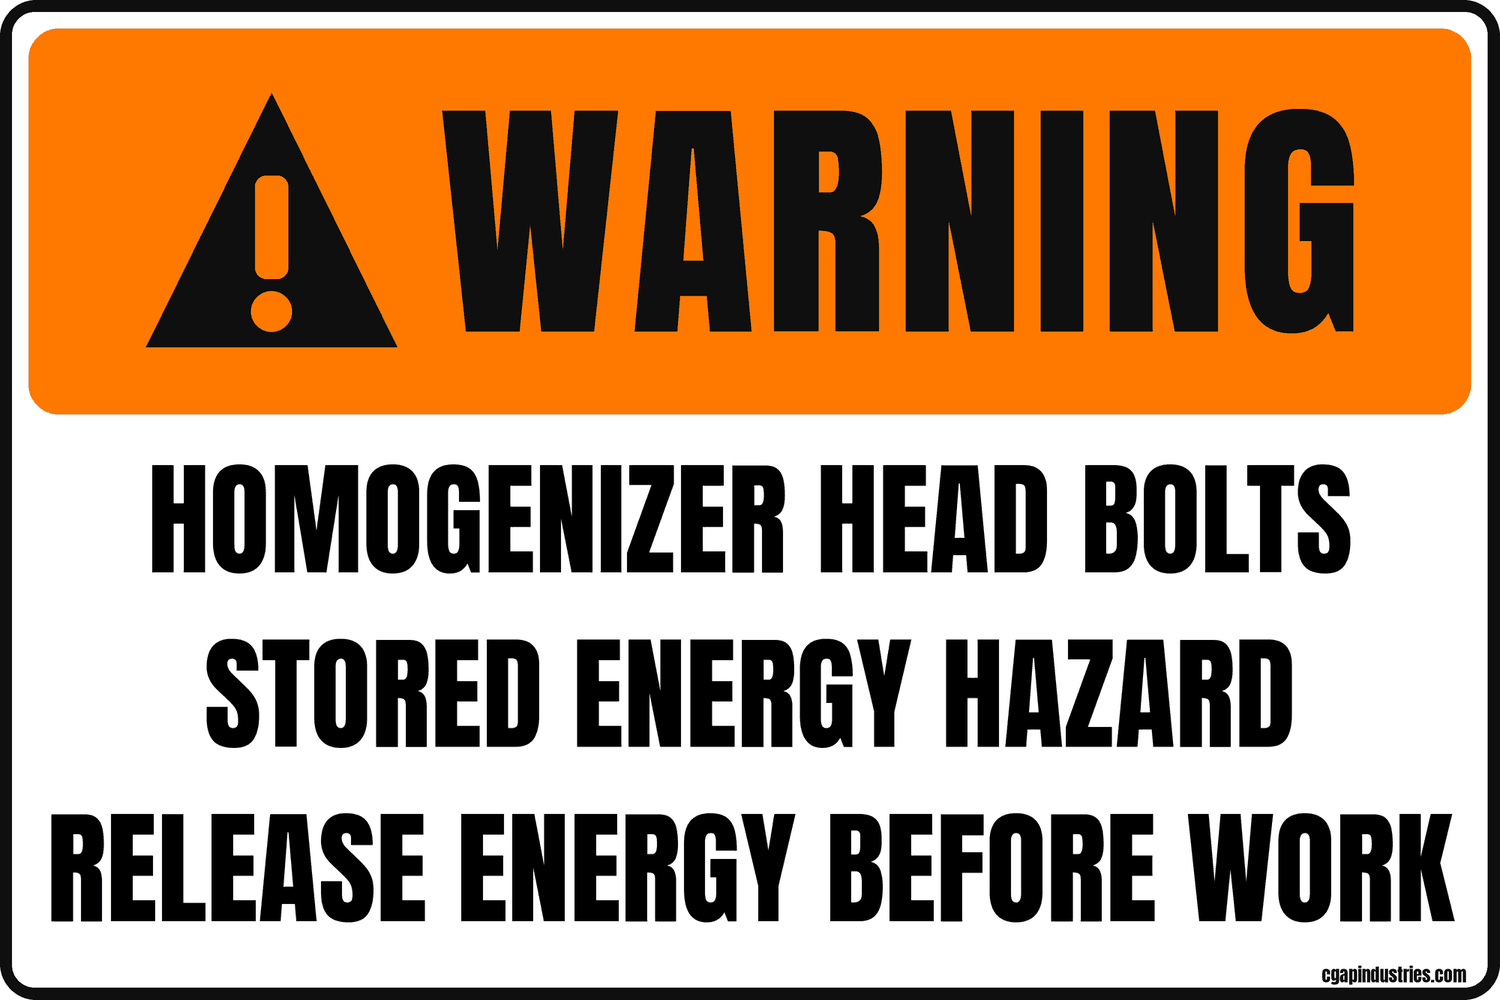 WARNING
HOMOGENIZER HEAD BOLTS
STORED ENERGY HAZARD
RELEASE ENERGY BEFORE WORK
cgapindustries.com